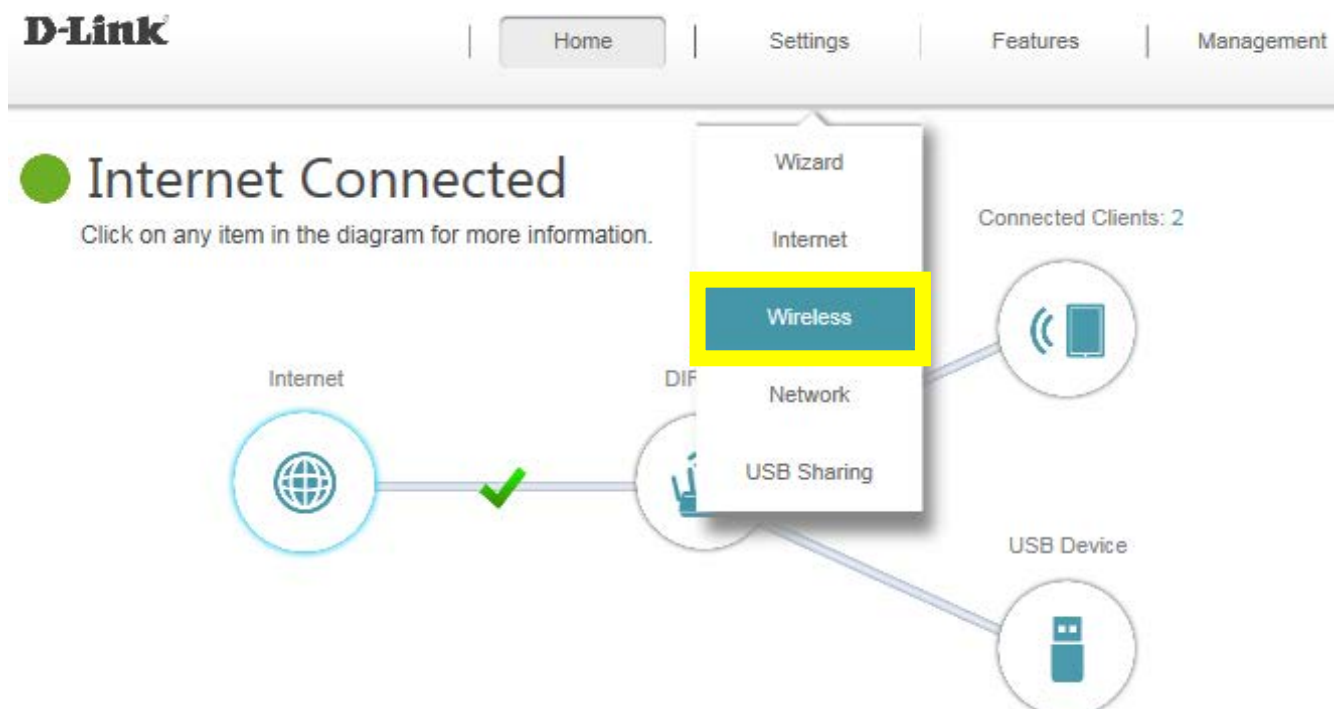 D-Link
Home
Settings
Features
Management
Internet Connected
Click on any item in the diagram for more information.
Wizard
Internet
Wireless
Network
USB Sharing
Connected Clients: 2
Internet
USB Device